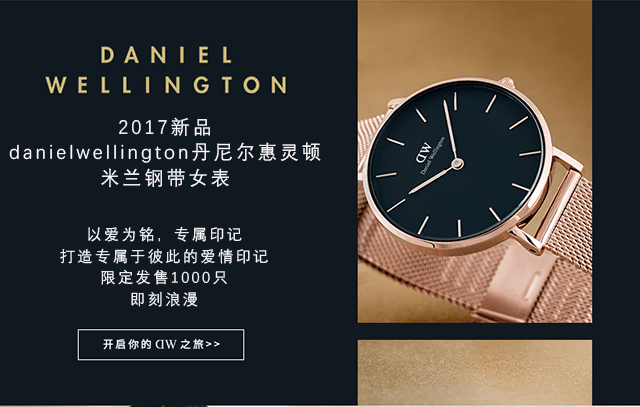 DANIEL
WELLINGTON
2017新品
danielwellington丹尼尔惠灵顿
米兰钢带女表
以爱为铭，专属印记
打造专属于彼此的爱情印记
限定发售1000只
即刻浪漫
开启你的 DW 之旅>>
DW
Daniel Wellington